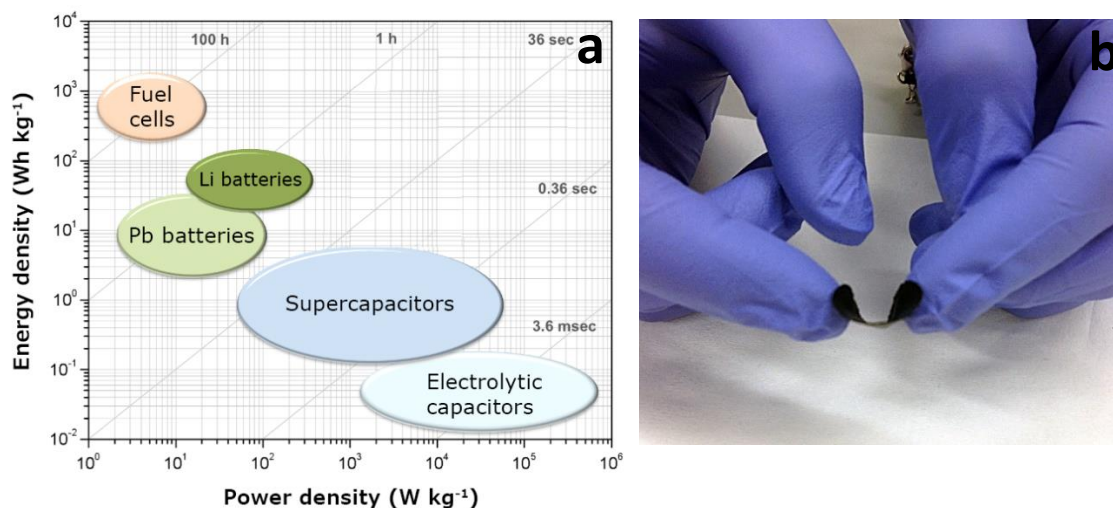 a
b
10⁴
10³
10²
10¹
10⁰
10⁻¹
10⁻²
Energy density (Wh kg⁻¹)
100 h
1 h
36 sec
0.36 sec
3.6 msec
Fuel
cells
Li batteries
Pb batteries
Supercapacitors
Electrolytic
capacitors
10⁰
10¹
10²
10³
10⁴
10⁵
10⁶
Power density (W kg⁻¹)